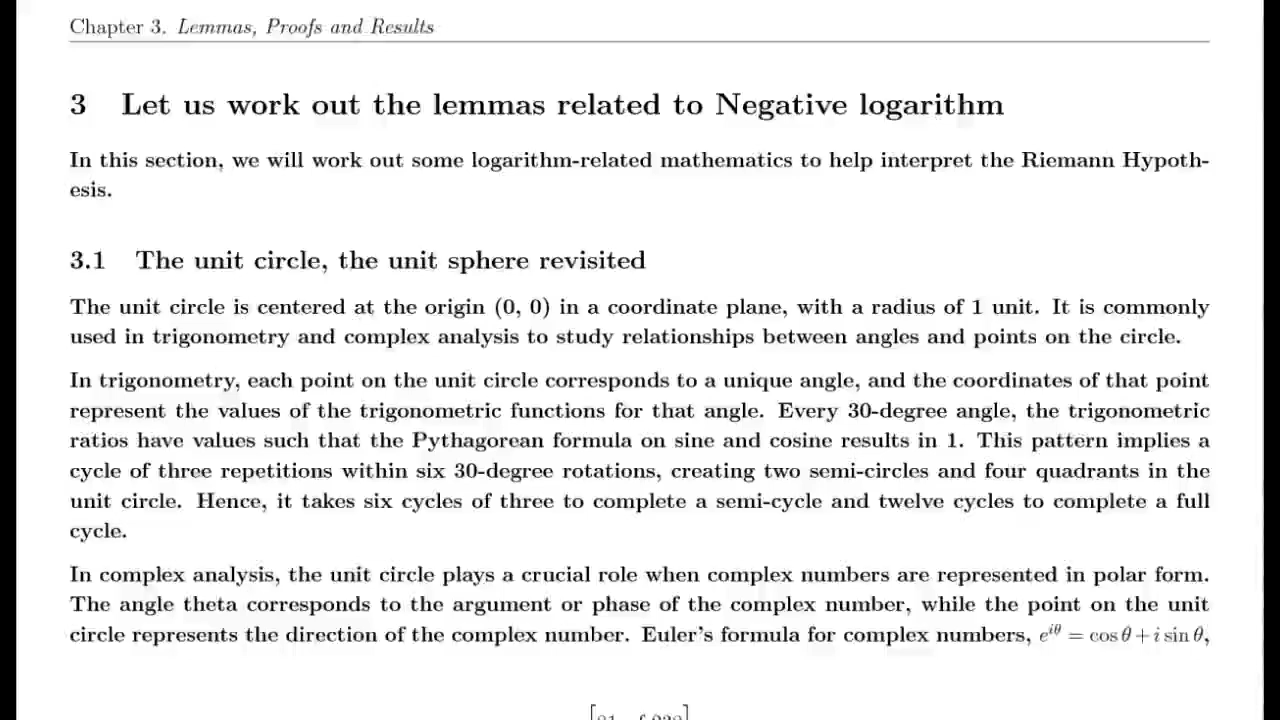 Chapter 3. Lemmas, Proofs and Results
3 Let us work out the lemmas related to Negative logarithm
In this section, we will work out some logarithm-related mathematics to help interpret the Riemann Hypoth-
esis.
3.1 The unit circle, the unit sphere revisited
The unit circle is centered at the origin (0, 0) in a coordinate plane, with a radius of 1 unit. It is commonly
used in trigonometry and complex analysis to study relationships between angles and points on the circle.
In trigonometry, each point on the unit circle corresponds to a unique angle, and the coordinates of that point
represent the values of the trigonometric functions for that angle. Every 30-degree angle, the trigonometric
ratios have values such that the Pythagorean formula on sine and cosine results in 1. This pattern implies a
cycle of three repetitions within six 30-degree rotations, creating two semi-circles and four quadrants in the
unit circle. Hence, it takes six cycles of three to complete a semi-cycle and twelve cycles to complete a full
cycle.
In complex analysis, the unit circle plays a crucial role when complex numbers are represented in polar form.
The angle theta corresponds to the argument or phase of the complex number, while the point on the unit
circle represents the direction of the complex number. Euler's formula for complex numbers, e^{iθ} = cos θ + i sin θ,